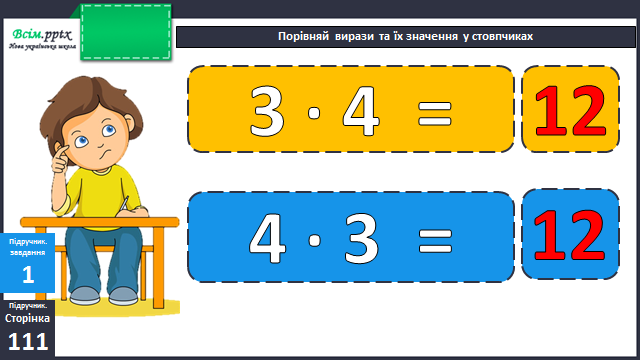 Всім.pptx
Нова українська школа
Порівняй вирази та їх значення у стовпчиках
3 · 4 = 12
4 · 3 = 12
Підручник.
завдання
1
Підручник.
Сторінка
111